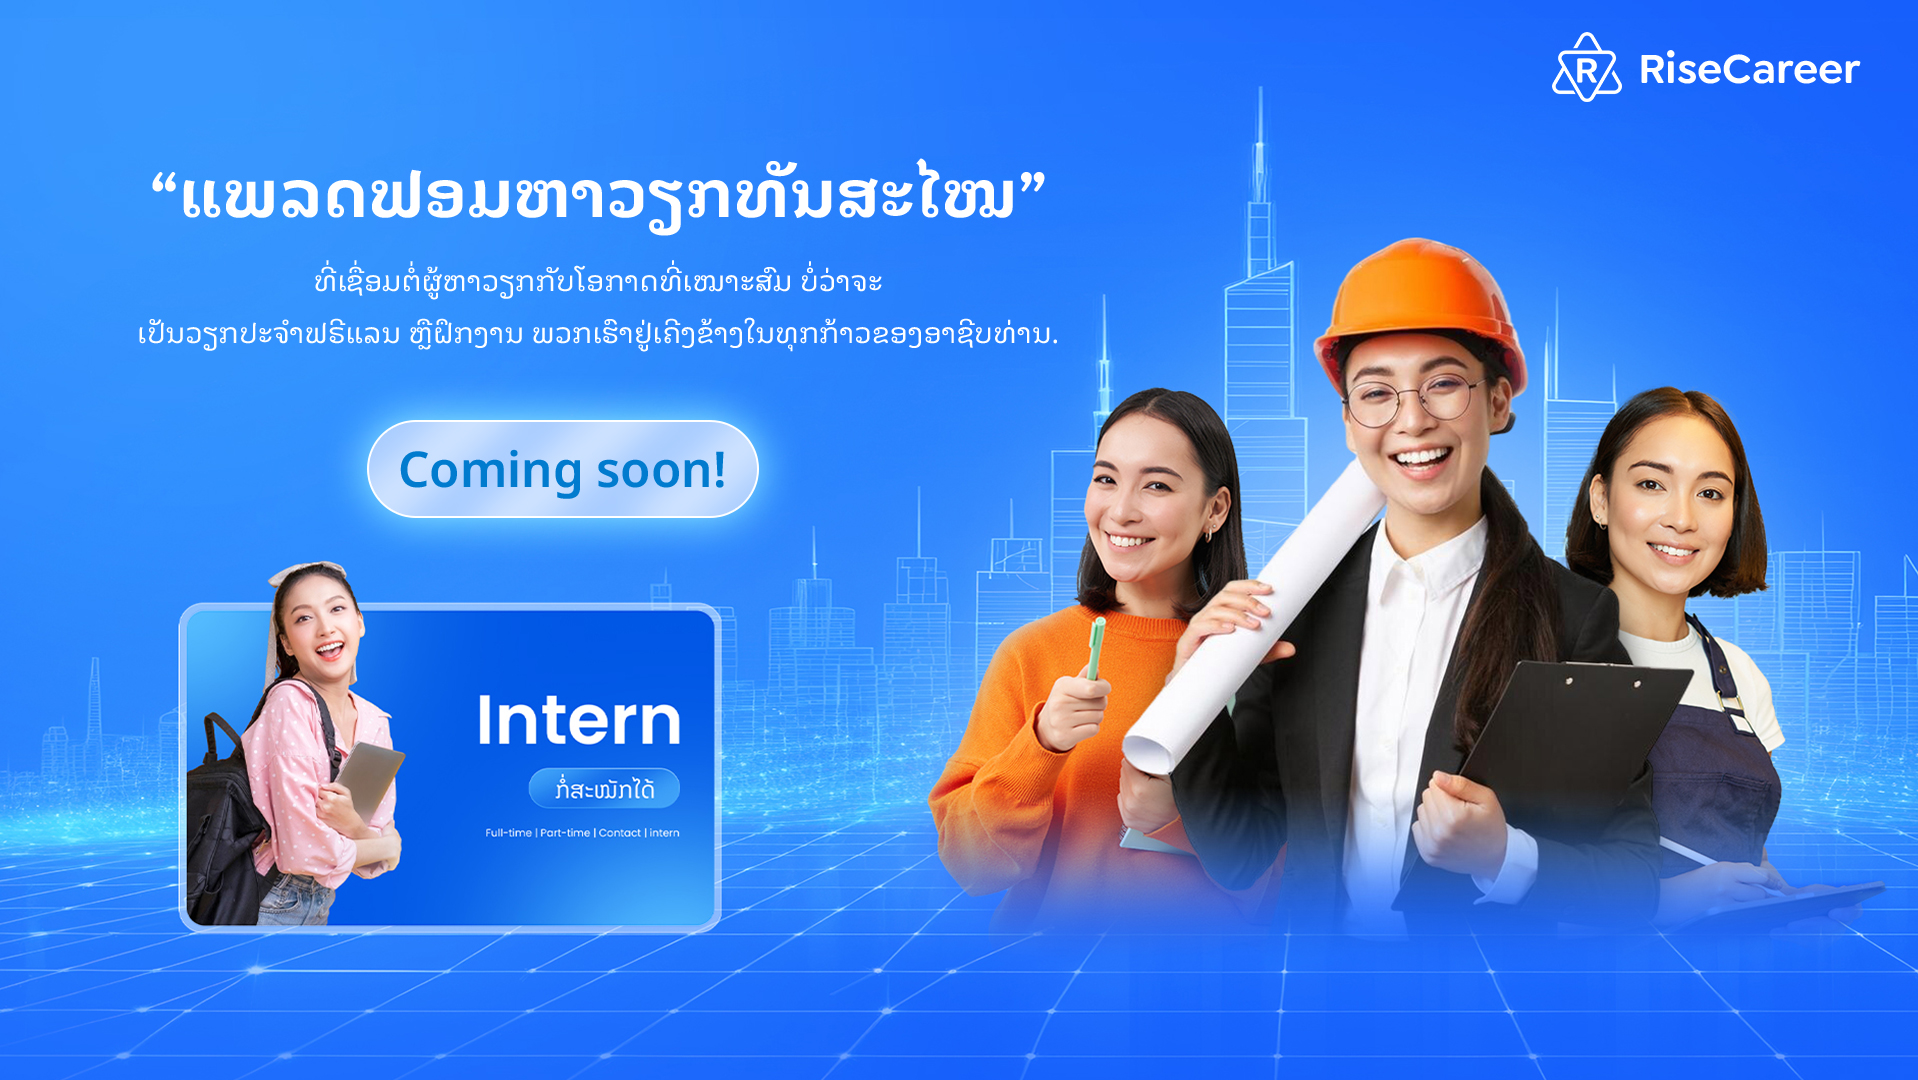 RiseCareer
“ແພລດຟອມຫາວຽກທັນສະໄໝ”
ທີ່ເຊື່ອມຕໍ່ຜູ້ຫາວຽກກັບໂອກາດທີ່ເໝາະສົມ ບໍ່ວ່າຈະ
ເປັນວຽກປະຈຳຟຣີແລນ ຫຼືຝຶກງານ ພວກເຮົາຢູ່ເຄີງຂ້າງໃນທຸກກ້າວຂອງອາຊີບທ່ານ.
Coming soon!
Intern
ກໍ່ສະໝັກໄດ້
Full-time | Part-time | Contact | intern